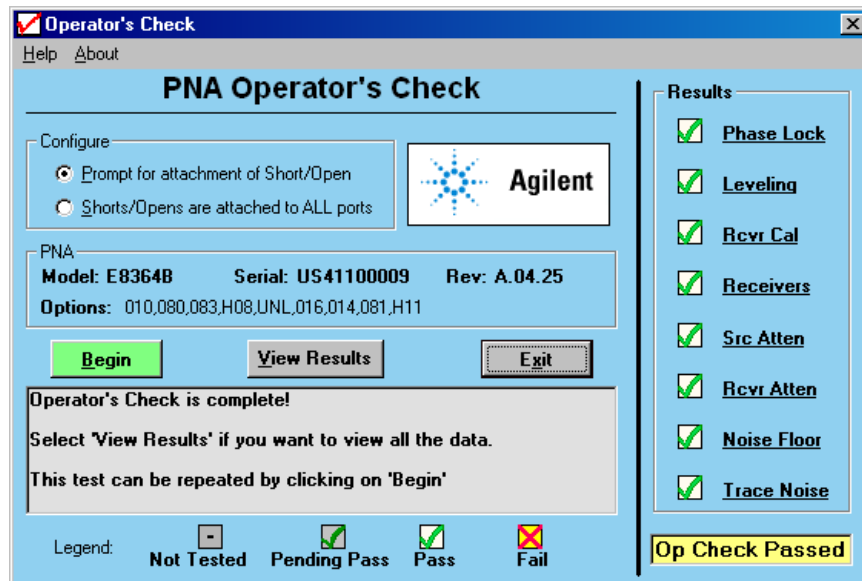 Operator's Check
Help About
PNA Operator's Check
Configure
Prompt for attachment of Short/Open
Shorts/Opens are attached to ALL ports
Agilent
PNA
Model: E8364B Serial: US41100009 Rev: A.04.25
Options: 010,080,083,H08,UNL,016,014,081,H11
Begin View Results Exit
Operator's Check is complete!
Select 'View Results' if you want to view all the data.
This test can be repeated by clicking on 'Begin'
Legend: Not Tested Pending Pass Pass Fail
Results
Phase Lock
Leveling
Rcvr Cal
Receivers
Src Atten
Rcvr Atten
Noise Floor
Trace Noise
Op Check Passed